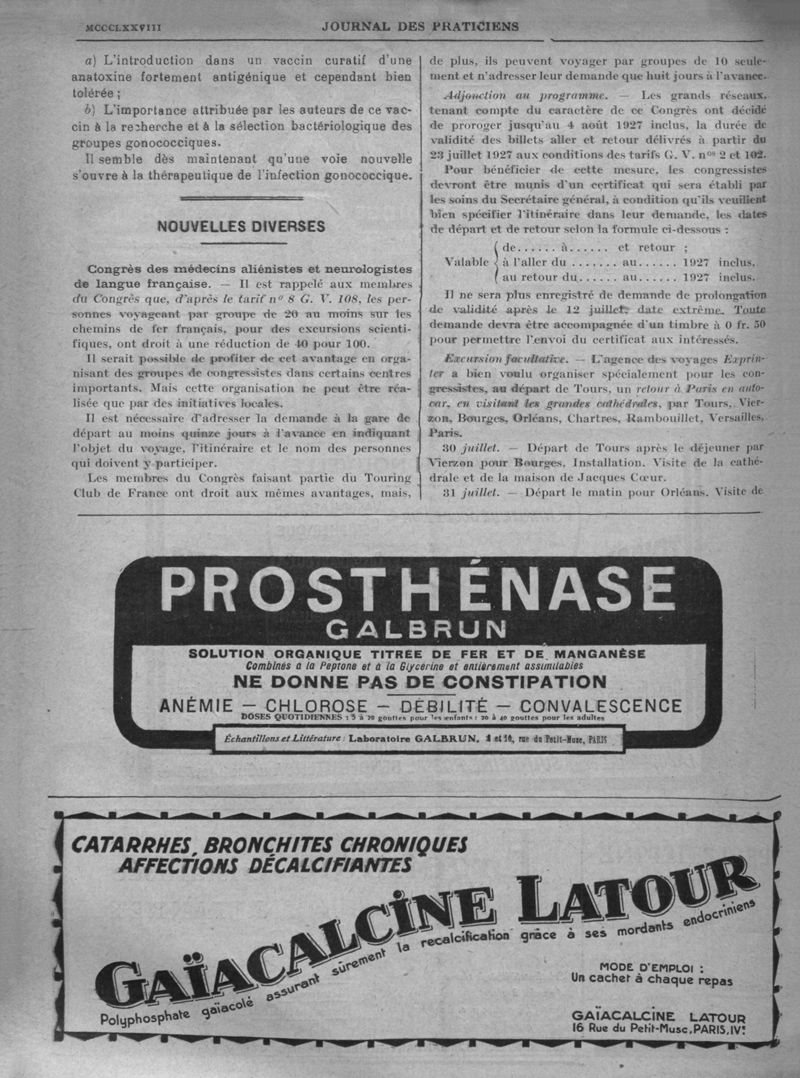 MCCCLXXVIII
JOURNAL DES PRATICIENS
a) L'introduction dans un vaccin curatif d'une
anatoxine fortement antigénique et cependant bien
tolérée ;
b) L'importance attribuée par les auteurs de ce vac-
cin à la recherche et à la sélection bactériologique des
groupes gonococciques.
Il semble dès maintenant qu'une voie nouvelle
s'ouvre à la thérapeutique de l'infection gonococcique.
NOUVELLES DIVERSES
Congrès des médecins aliénistes et neurologistes
de langue française. — Il est rappelé aux membres
du Congrès que, d'après le tarif nº 8 G. V. 108, les per-
sonnes voyageant par groupe de 20 au moins sur les
chemins de fer français, pour des excursions scienti-
fiques, ont droit à une réduction de 40 pour 100.
Il serait possible de profiter de cet avantage en orga-
nisant des groupes de congressistes dans certains centres
importants. Mais cette organisation ne peut être réa-
lisée que par des initiatives locales.
Il est nécessaire d'adresser la demande à la gare de
départ au moins quinze jours à l'avance en indiquant
l'objet du voyage, l'itinéraire et le nom des personnes
qui doivent y participer.
Les membres du Congrès faisant partie du Touring
Club de France ont droit aux mêmes avantages, mais,
de plus, ils peuvent voyager par groupes de 10 seule-
ment et n'adresser leur demande que huit jours à l'avance.
Adjonction au programme. — Les grands réseaux,
tenant compte du caractère de ce Congrès ont décidé
de proroger jusqu'au 4 août 1927 inclus, la durée de
validité des billets aller et retour délivrés à partir du
23 juillet 1927 aux conditions des tarifs G. V. nos 2 et 102.
Pour bénéficier de cette mesure, les congressistes
devront être munis d'un certificat qui sera établi par
les soins du Secrétaire général, à condition qu'ils veuillent
bien spécifier l'itinéraire dans leur demande, les dates
de départ et de retour selon la formule ci-dessous :
de...... à...... et retour ;
Valable { à l'aller du ....... au...... 1927 inclus.
au retour du....... au...... 1927 inclus.
Il ne sera plus enregistré de demande de prolongation
de validité après le 12 juillet, date extrême. Toute
demande devra être accompagnée d'un timbre à 0 fr. 50
pour permettre l'envoi du certificat aux intéressés.
Excursion facultative. — L'agence des voyages Exprin-
ter a bien voulu organiser spécialement pour les con-
gressistes, au départ de Tours, un retour à Paris en auto-
car, en visitant les grandes cathédrales, par Tours, Vier-
zon, Bourges, Orléans, Chartres, Rambouillet, Versailles,
Paris.
30 juillet. — Départ de Tours après le déjeuner par
Vierzon pour Bourges. Installation. Visite de la cathé-
drale et de la maison de Jacques Cœur.
31 juillet. — Départ le matin pour Orléans. Visite de
PROSTHÉNASE
GALBRUN
SOLUTION ORGANIQUE TITRÉE DE FER ET DE MANGANÈSE
Combinés à la Peptone et à la Glycérine et entièrement assimilables
NE DONNE PAS DE CONSTIPATION
ANÉMIE — CHLOROSE — DÉBILITÉ — CONVALESCENCE
DOSES QUOTIDIENNES : 5 à 20 gouttes pour les enfants ; 20 à 40 gouttes pour les adultes
Échantillons et Littérature : Laboratoire GALBRUN, 8 et 10, rue du Petit-Musc, PARIS
CATARRHES, BRONCHITES CHRONIQUES
AFFECTIONS DÉCALCIFIANTES
GAÏACALCINE LATOUR
Polyphosphate gaïacolé assurant sûrement la recalcification grâce à ses mordants endocriniens
MODE D'EMPLOI :
Un cachet à chaque repas
GAÏACALCINE LATOUR
16 Rue du Petit-Musc, PARIS, IVe